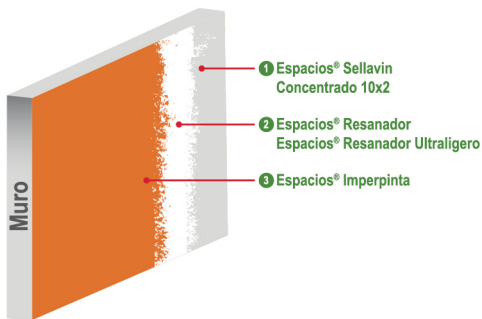 1 Espacios® Sellavin
Concentrado 10x2
2 Espacios® Resanador
Espacios® Resanador Ultraligero
3 Espacios® Imperpinta
Muro